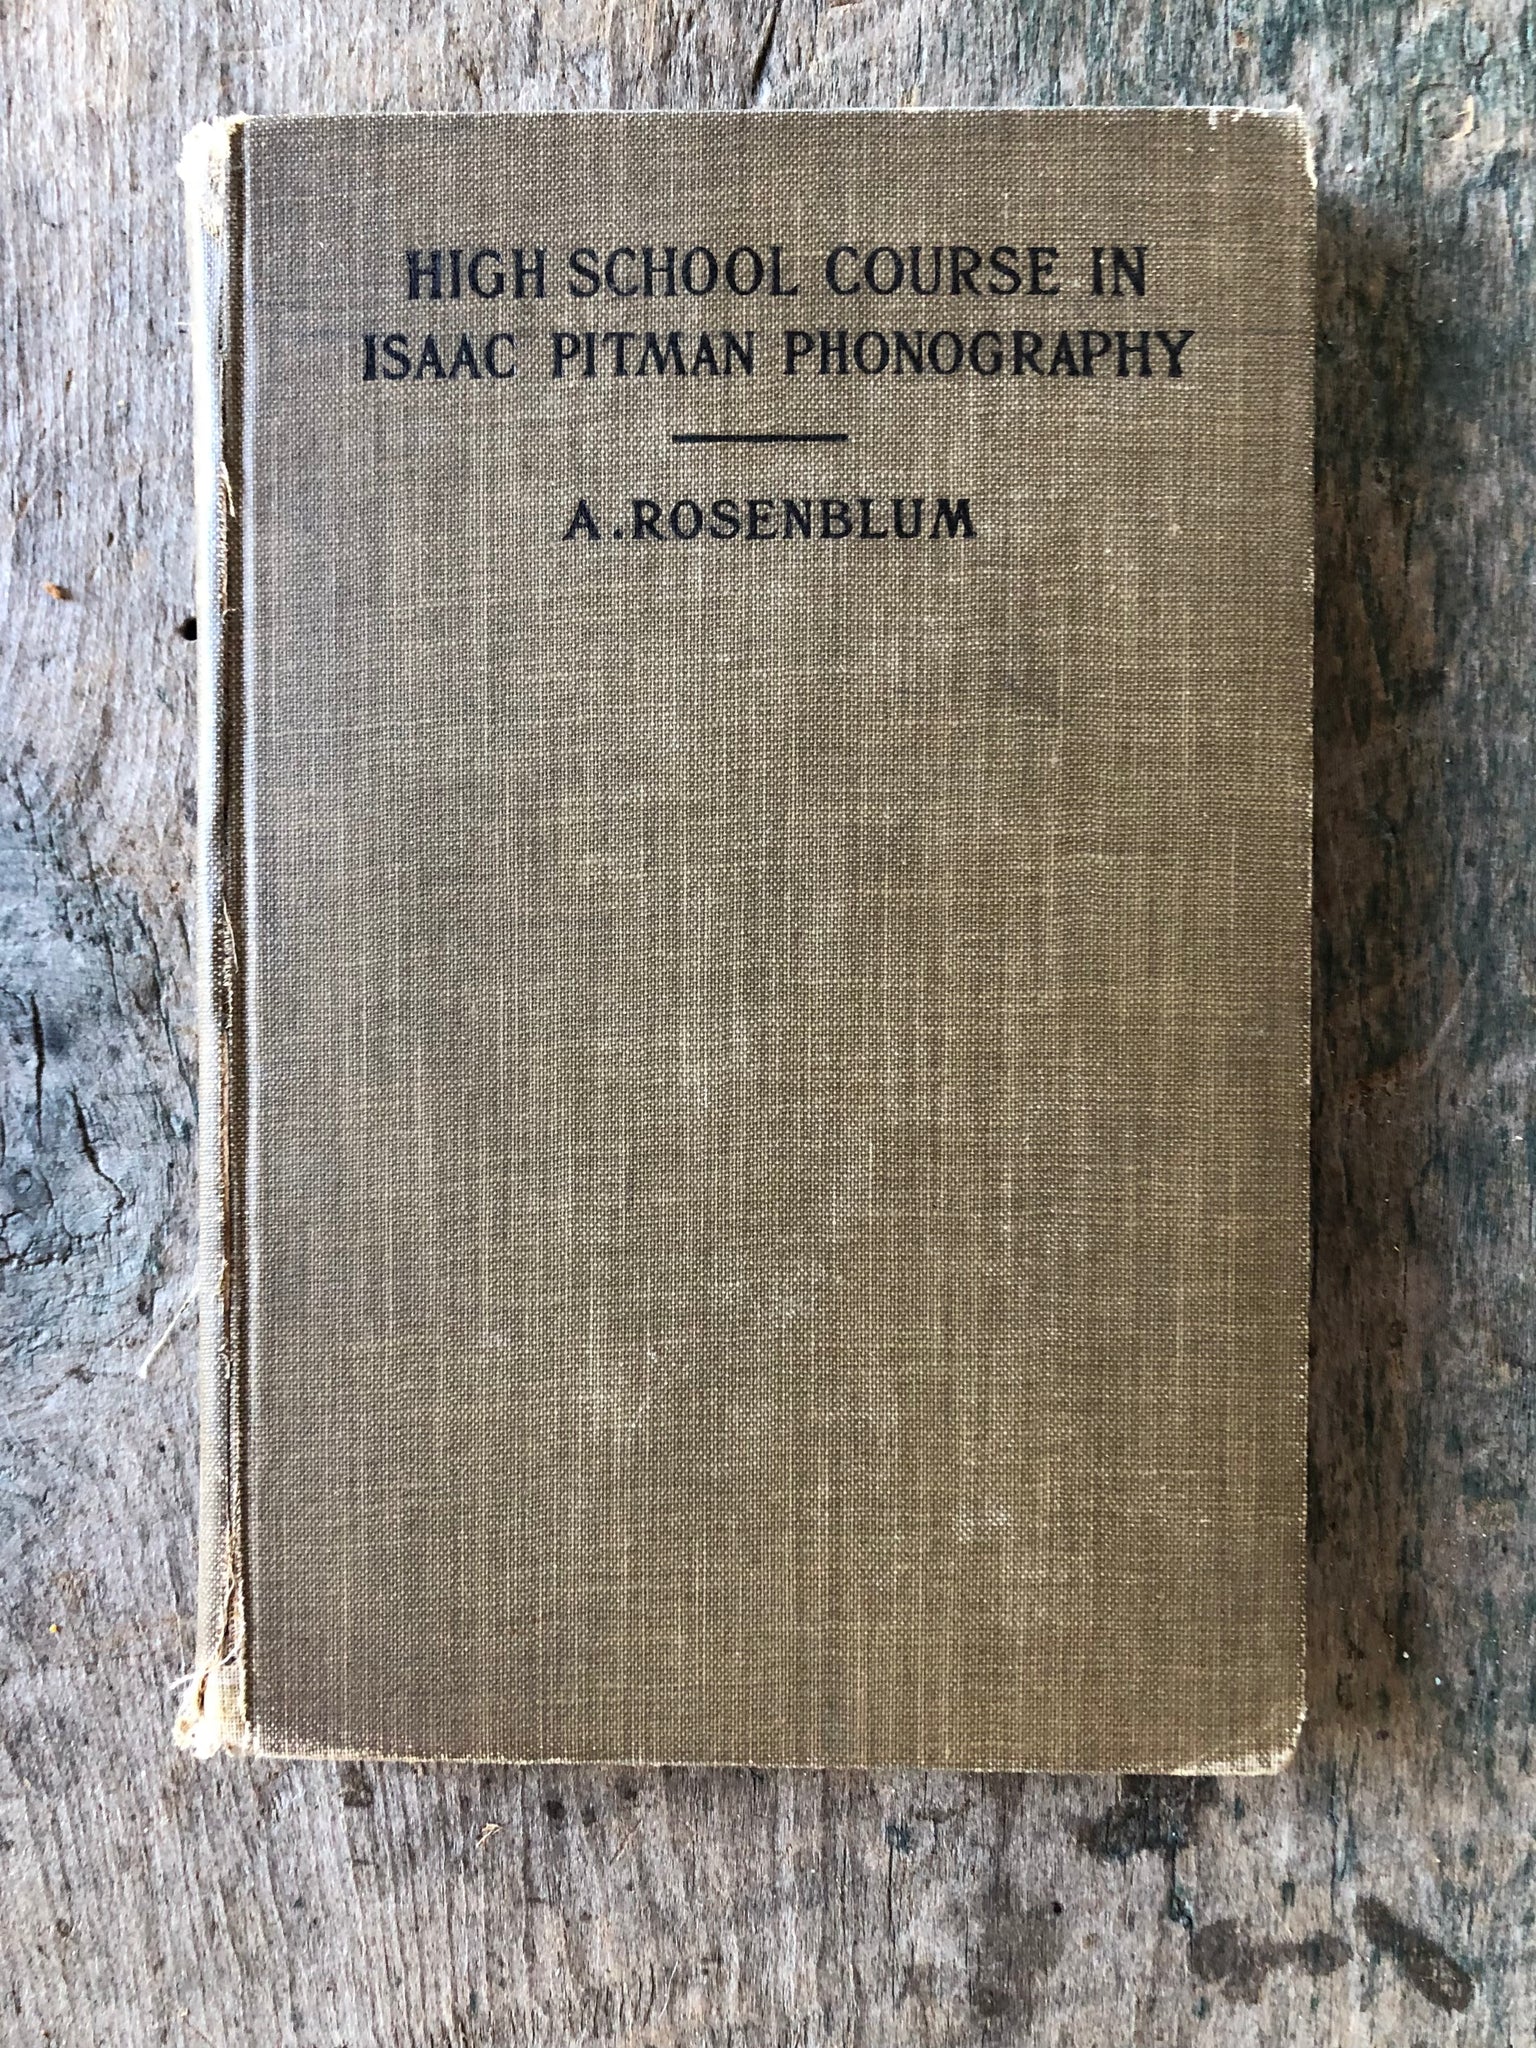 HIGH SCHOOL COURSE IN
ISAAC PITMAN PHONOGRAPHY
A. ROSENBLUM